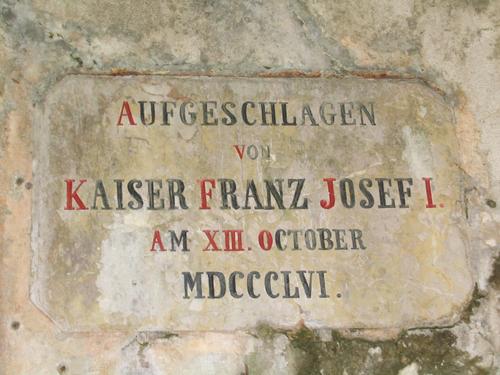 AUFGESCHLAGEN
VON
KAISER FRANZ JOSEF I.
AM XIII. OCTOBER
MDCCCLVI.